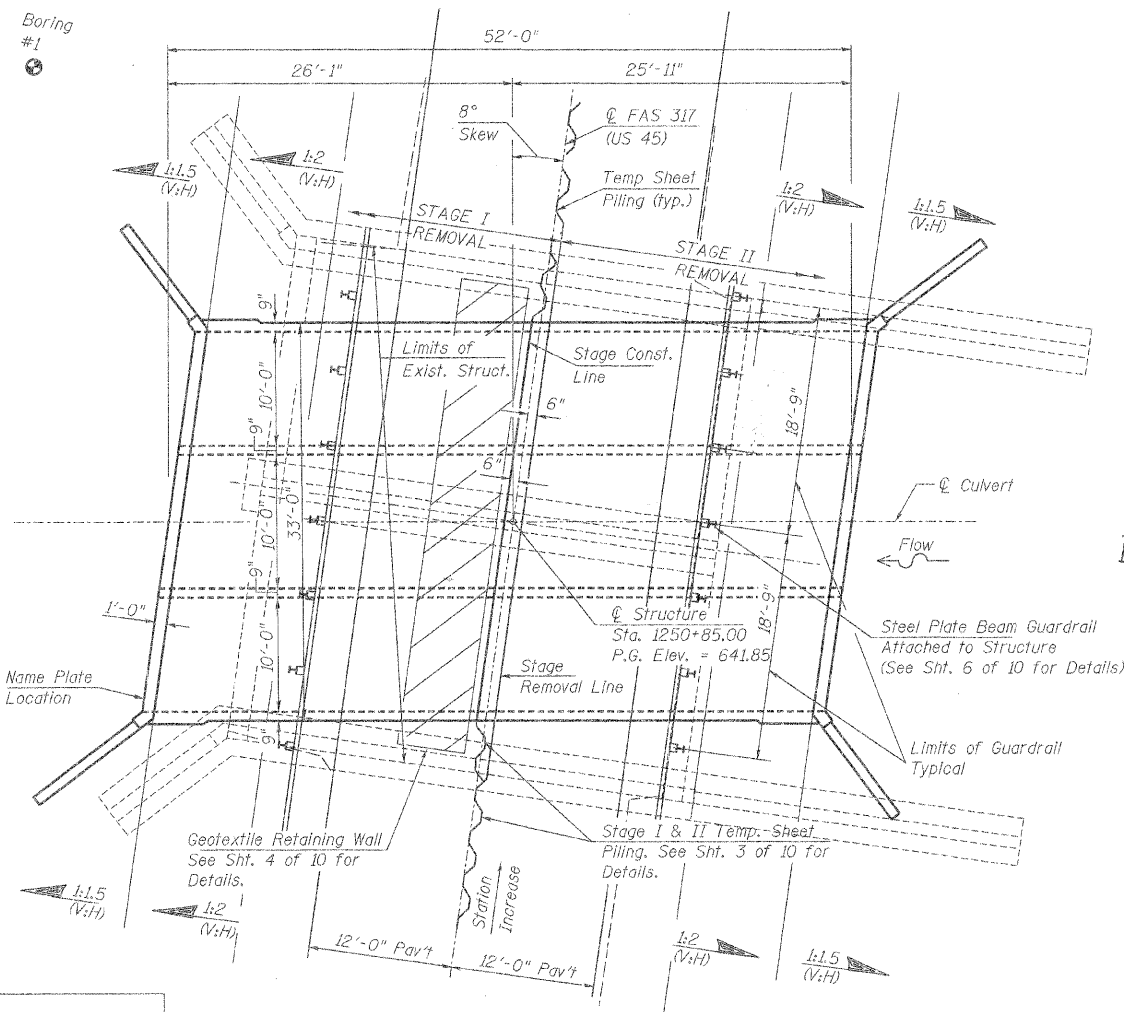 Boring
#1
52'-0"
26'-1"
25'-11"
8°
Skew
℄ FAS 317
(US 45)
Temp Sheet
Piling (typ.)
1:1.5
(V:H)
1:2
(V:H)
1:2
(V:H)
1:1.5
(V:H)
STAGE I
REMOVAL
STAGE II
REMOVAL
9"
Limits of
Exist. Struct.
Stage Const.
Line
6"
10'-0"
9"
18'-9"
6"
℄ Culvert
33'-0"
10'-0"
Flow
9"
1'-0"
℄ Structure
Sta. 1250+85.00
P.G. Elev. = 641.85
18'-9"
Steel Plate Beam Guardrail
Attached to Structure
(See Sht. 6 of 10 for Details)
10'-0"
Stage
Removal Line
Name Plate
Location
9"
Limits of Guardrail
Typical
Geotextile Retaining Wall
See Sht. 4 of 10 for
Details.
Stage I & II Temp. Sheet
Piling. See Sht. 3 of 10 for
Details.
Station
Increase
1:1.5
(V:H)
1:2
(V:H)
12'-0" Pav't
12'-0" Pav't
1:2
(V:H)
1:1.5
(V:H)